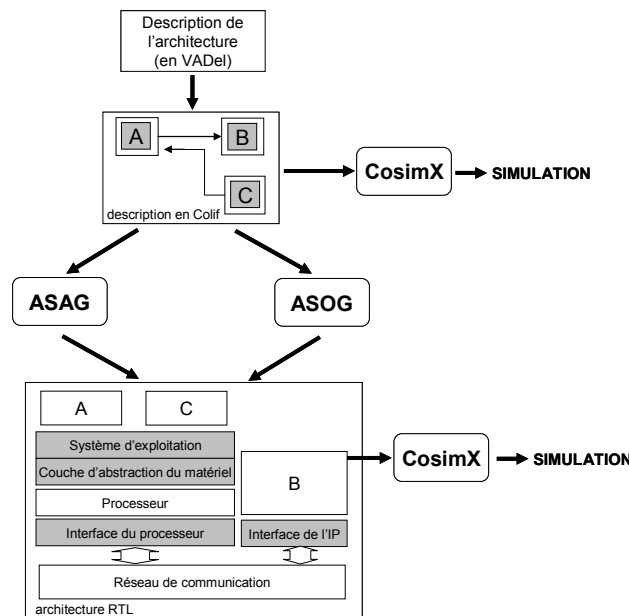 Description de
l'architecture
(en VADel)
A
B
C
description en Colif
CosimX
SIMULATION
ASAG
ASOG
A
C
Système d'exploitation
Couche d'abstraction du matériel
Processeur
Interface du processeur
B
Interface de l'IP
Réseau de communication
architecture RTL
CosimX
SIMULATION